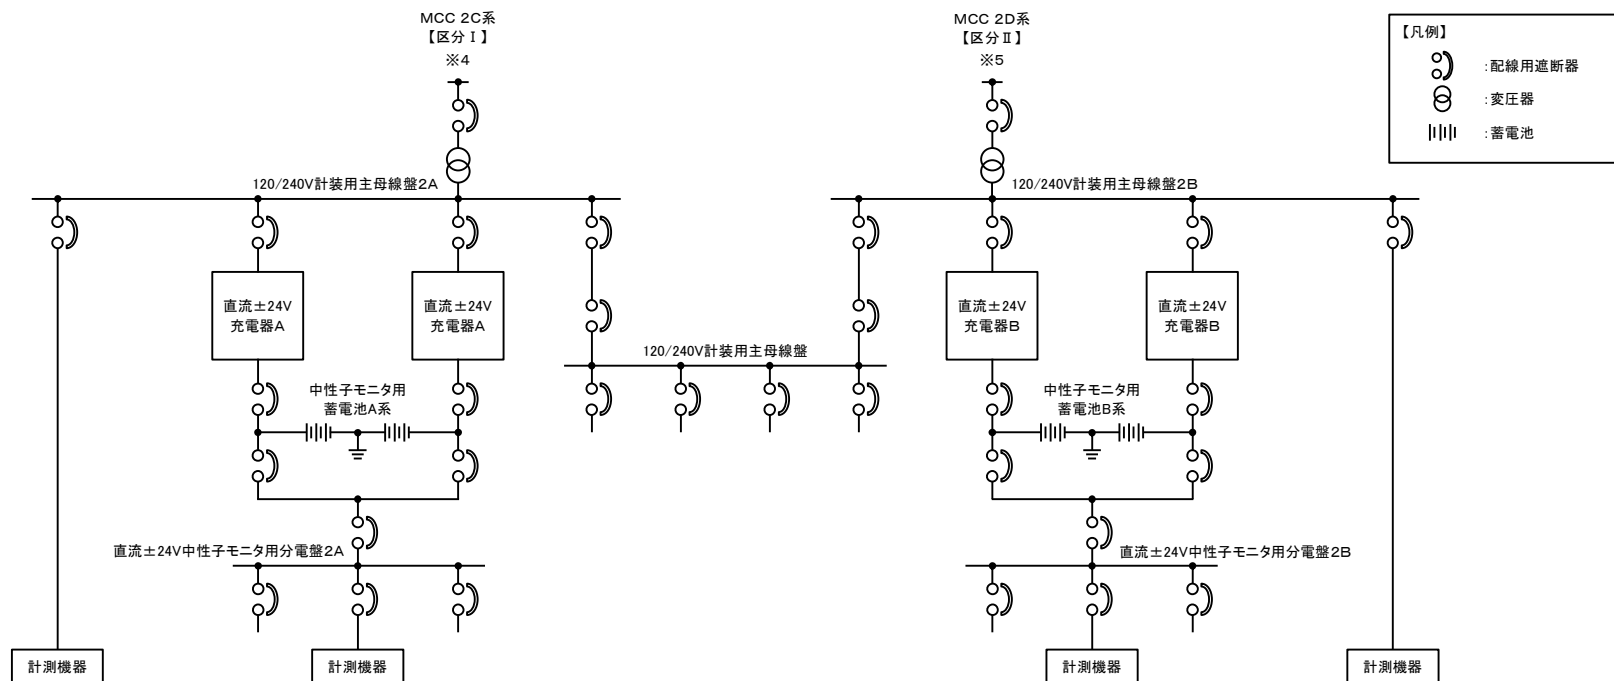 MCC 2C系
【区分Ⅰ】
※4
MCC 2D系
【区分Ⅱ】
※5
【凡例】
:配線用遮断器
:変圧器
:蓄電池
120/240V計装用主母線盤2A
120/240V計装用主母線盤2B
直流±24V
充電器A
直流±24V
充電器A
直流±24V
充電器B
直流±24V
充電器B
120/240V計装用主母線盤
中性子モニタ用
蓄電池A系
中性子モニタ用
蓄電池B系
直流±24V中性子モニタ用分電盤2A
直流±24V中性子モニタ用分電盤2B
計測機器
計測機器
計測機器
計測機器